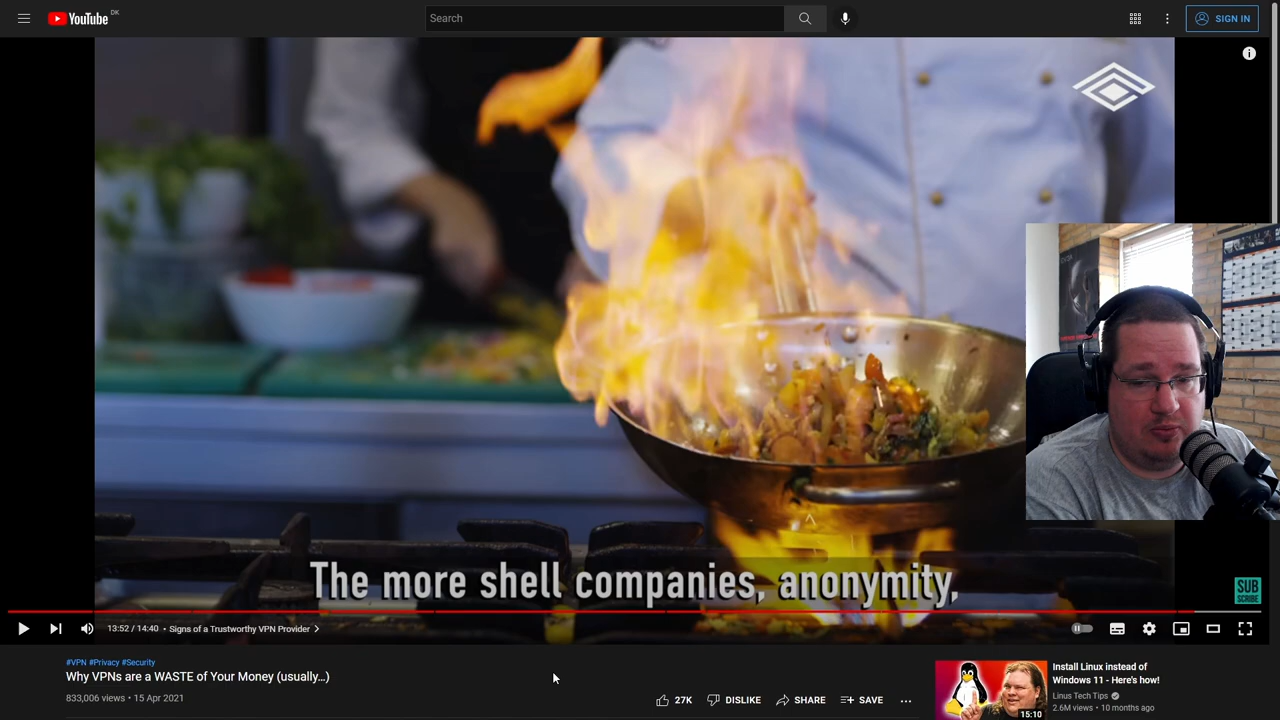 YouTube
DK
Search
SIGN IN
The more shell companies, anonymity,
SUB
SCRIBE
13:52 / 14:40 • Signs of a Trustworthy VPN Provider
#VPN #Privacy #Security
Why VPNs are a WASTE of Your Money (usually...)
833,006 views • 15 Apr 2021
27K
DISLIKE
SHARE
SAVE
15:10
Install Linux instead of
Windows 11 - Here's how!
Linus Tech Tips
2.6M views • 10 months ago